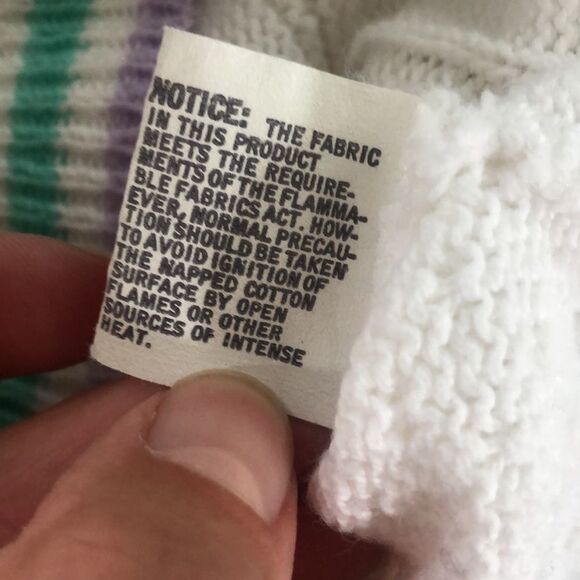 NOTICE: THE FABRIC
IN THIS PRODUCT
MEETS THE REQUIRE-
MENTS OF THE FLAMMA-
BLE FABRICS ACT. HOW-
EVER, NORMAL PRECAU-
TION SHOULD BE TAKEN
TO AVOID IGNITION OF
THE NAPPED COTTON
SURFACE BY OPEN
FLAMES OR OTHER
SOURCES OF INTENSE
HEAT.